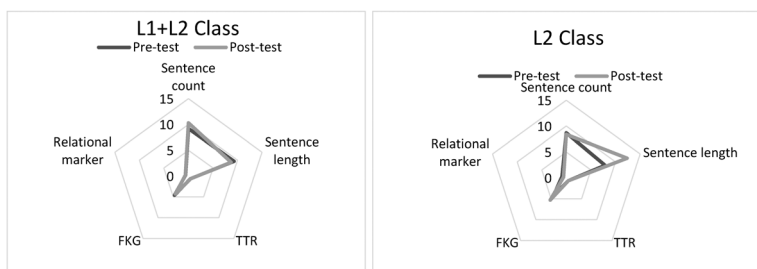 L1+L2 Class
Pre-test Post-test
Sentence
count
15
10
5
0
Relational
marker
Sentence
length
FKG
TTR
L2 Class
Pre-test Post-test
Sentence count
15
10
5
0
Relational
marker
Sentence length
FKG
TTR